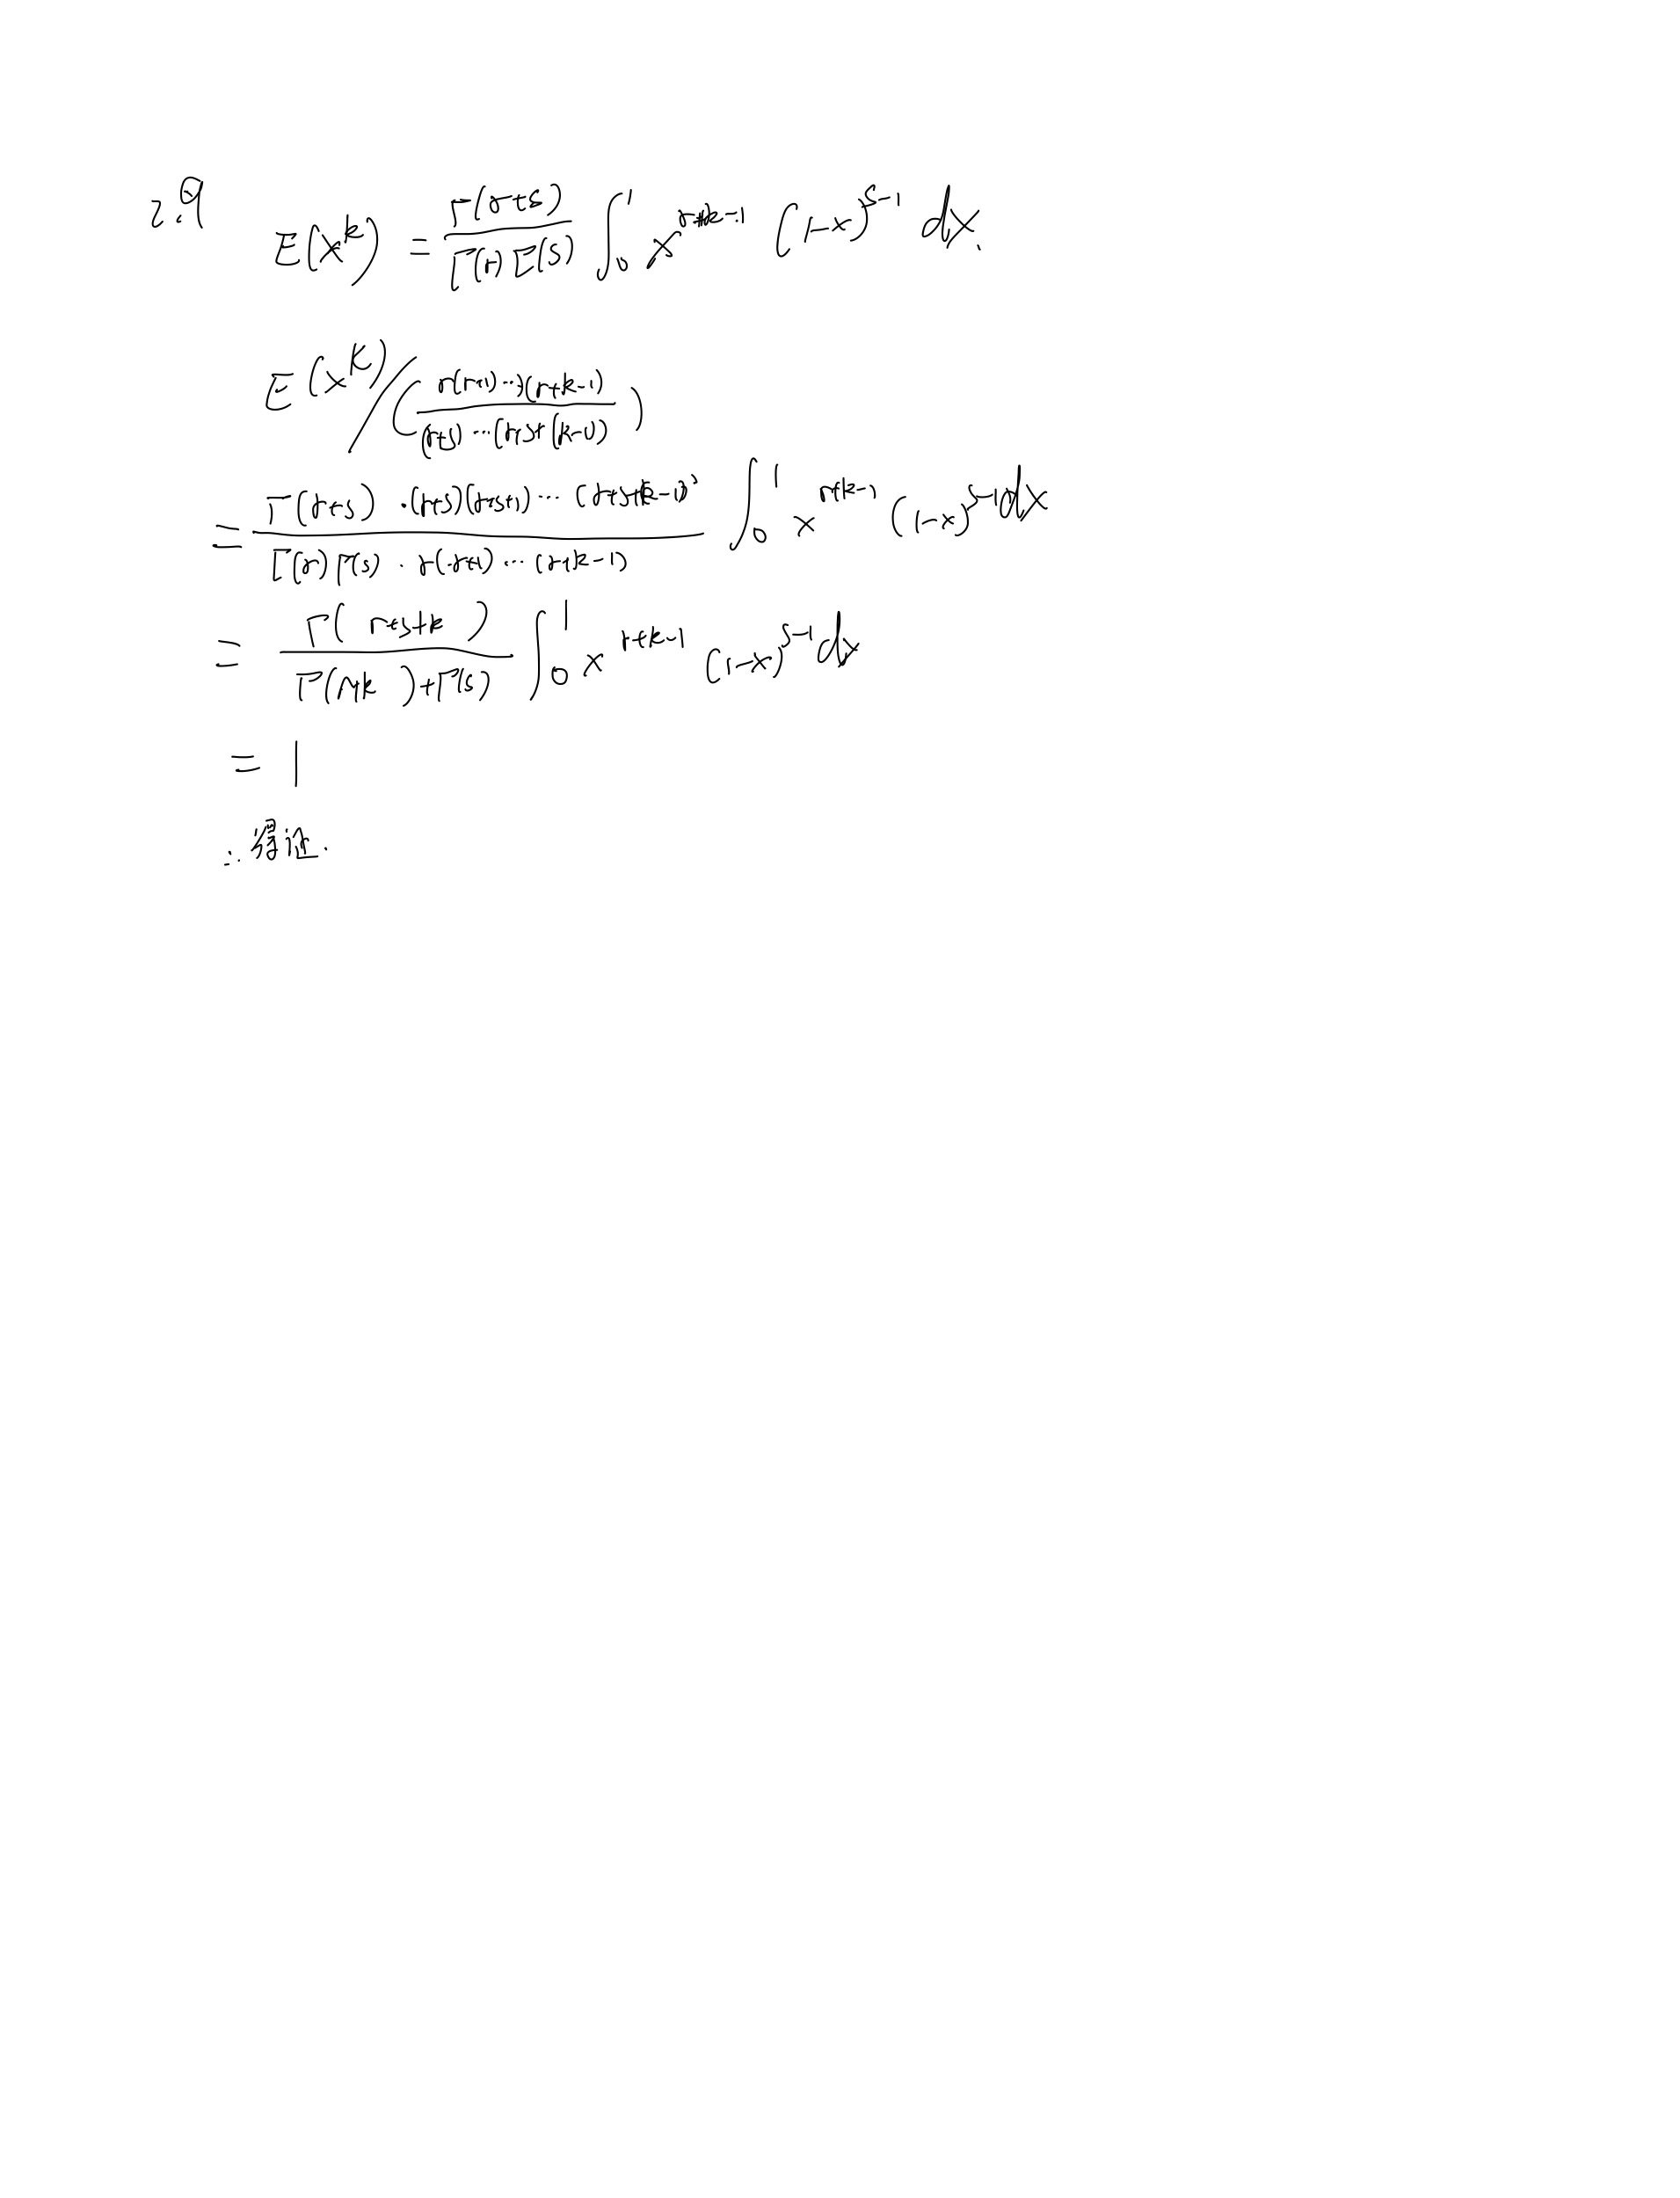 2.9 E(x^k) = Γ(r+s) / Γ(r)Γ(s) ∫_0^1 x^{r+k-1} (1-x)^{s-1} dx.
E(x^k) / ( r(r+1)...(r+k-1) / (r+s)...(r+s+(k-1)) )
= Γ(r+s) · (r+s)(r+s+1)...(r+s+k-1) / Γ(r)Γ(s) · r(r+1)...(r+k-1) ∫_0^1 x^{r+k-1} (1-x)^{s-1} dx
= Γ(r+s+k) / Γ(r+k)+Γ(s) ∫_0^1 x^{r+k-1} (1-x)^{s-1} dx
= 1
∴ 得证.